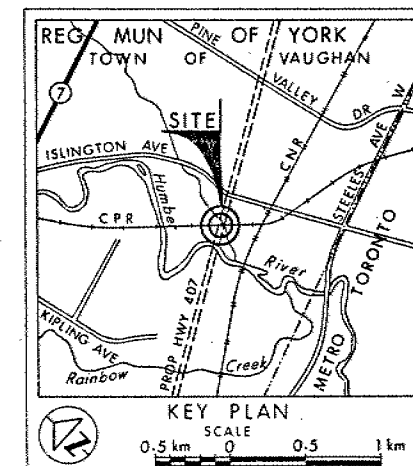 REG MUN OF YORK
TOWN OF VAUGHAN
PINE VALLEY DR W
7
SITE
ISLINGTON AVE
CNR
STEELES AVE
Humber
CPR
River
METRO TORONTO
KIPLING AVE
PROP HWY 407
Rainbow Creek
KEY PLAN
SCALE
0.5 km 0 0.5 1 km
N